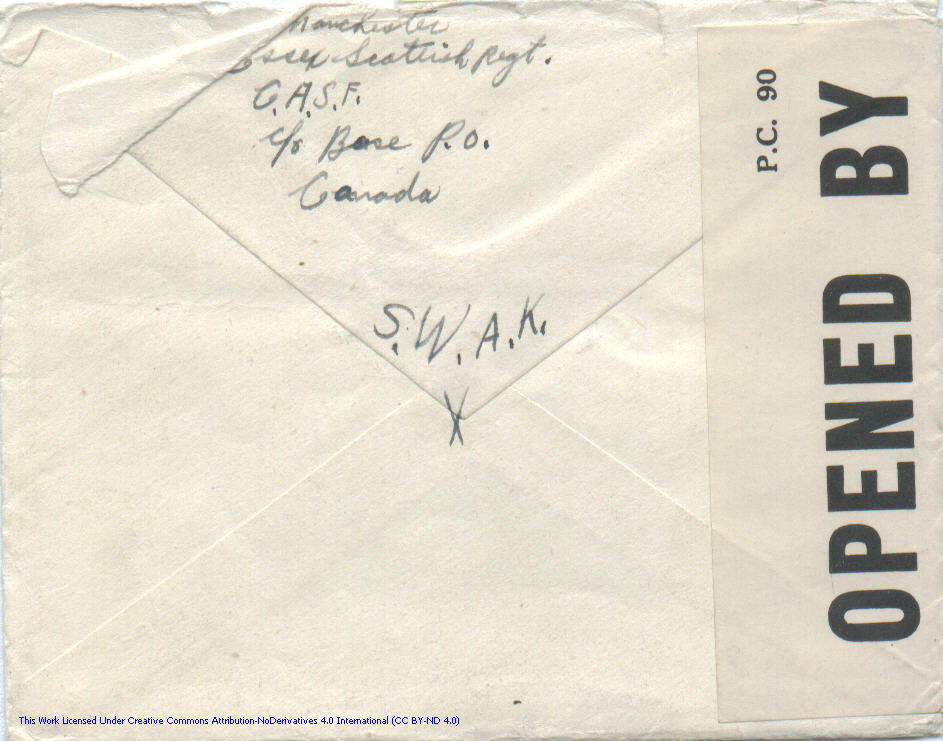 Manchester
Essex Scottish Regt.
C.A.S.F.
c/o Base P.O.
Canada
S.W.A.K.
X
P.C. 90
OPENED BY
This Work Licensed Under Creative Commons Attribution-NoDerivatives 4.0 International (CC BY-ND 4.0)